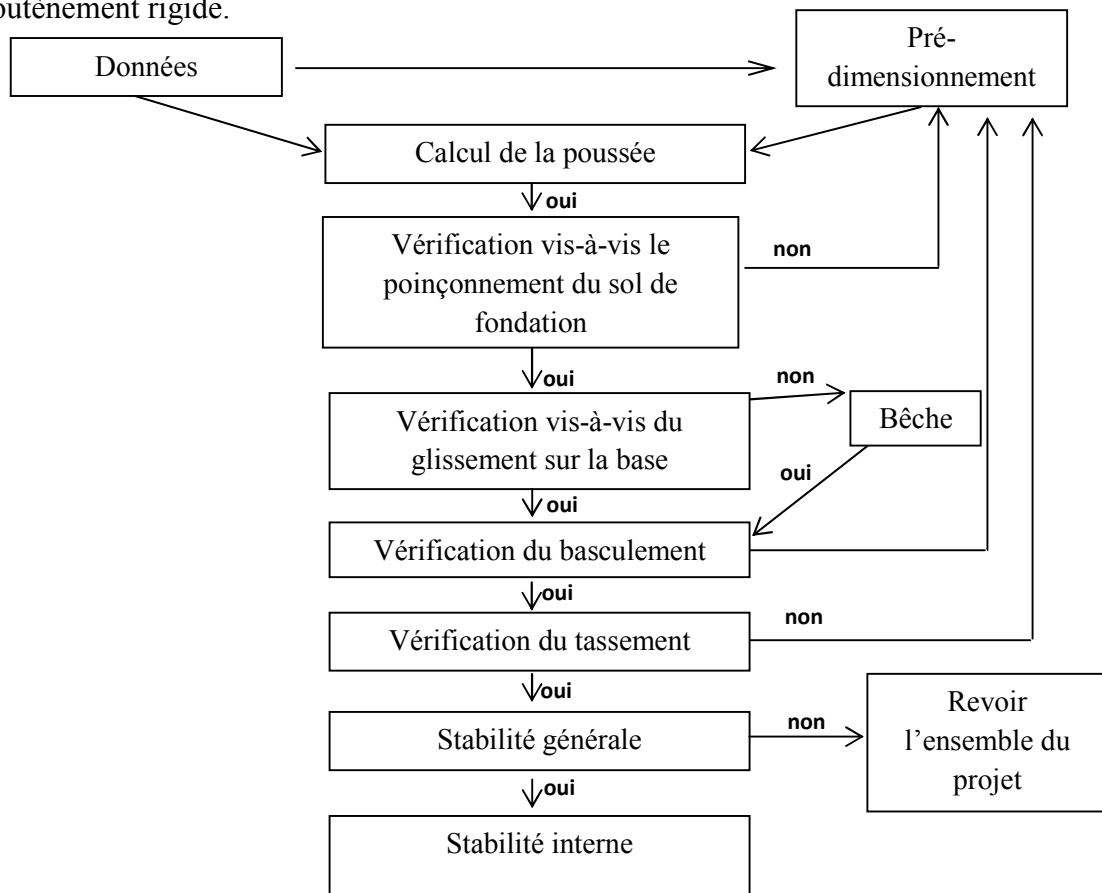 outènement rigide.
Données
Pré-
dimensionnement
Calcul de la poussée
oui
Vérification vis-à-vis le
poinçonnement du sol de
fondation
non
oui
Vérification vis-à-vis du
glissement sur la base
non
Bêche
oui
oui
Vérification du basculement
oui
Vérification du tassement
non
oui
Stabilité générale
non
Revoir
l’ensemble du
projet
oui
Stabilité interne